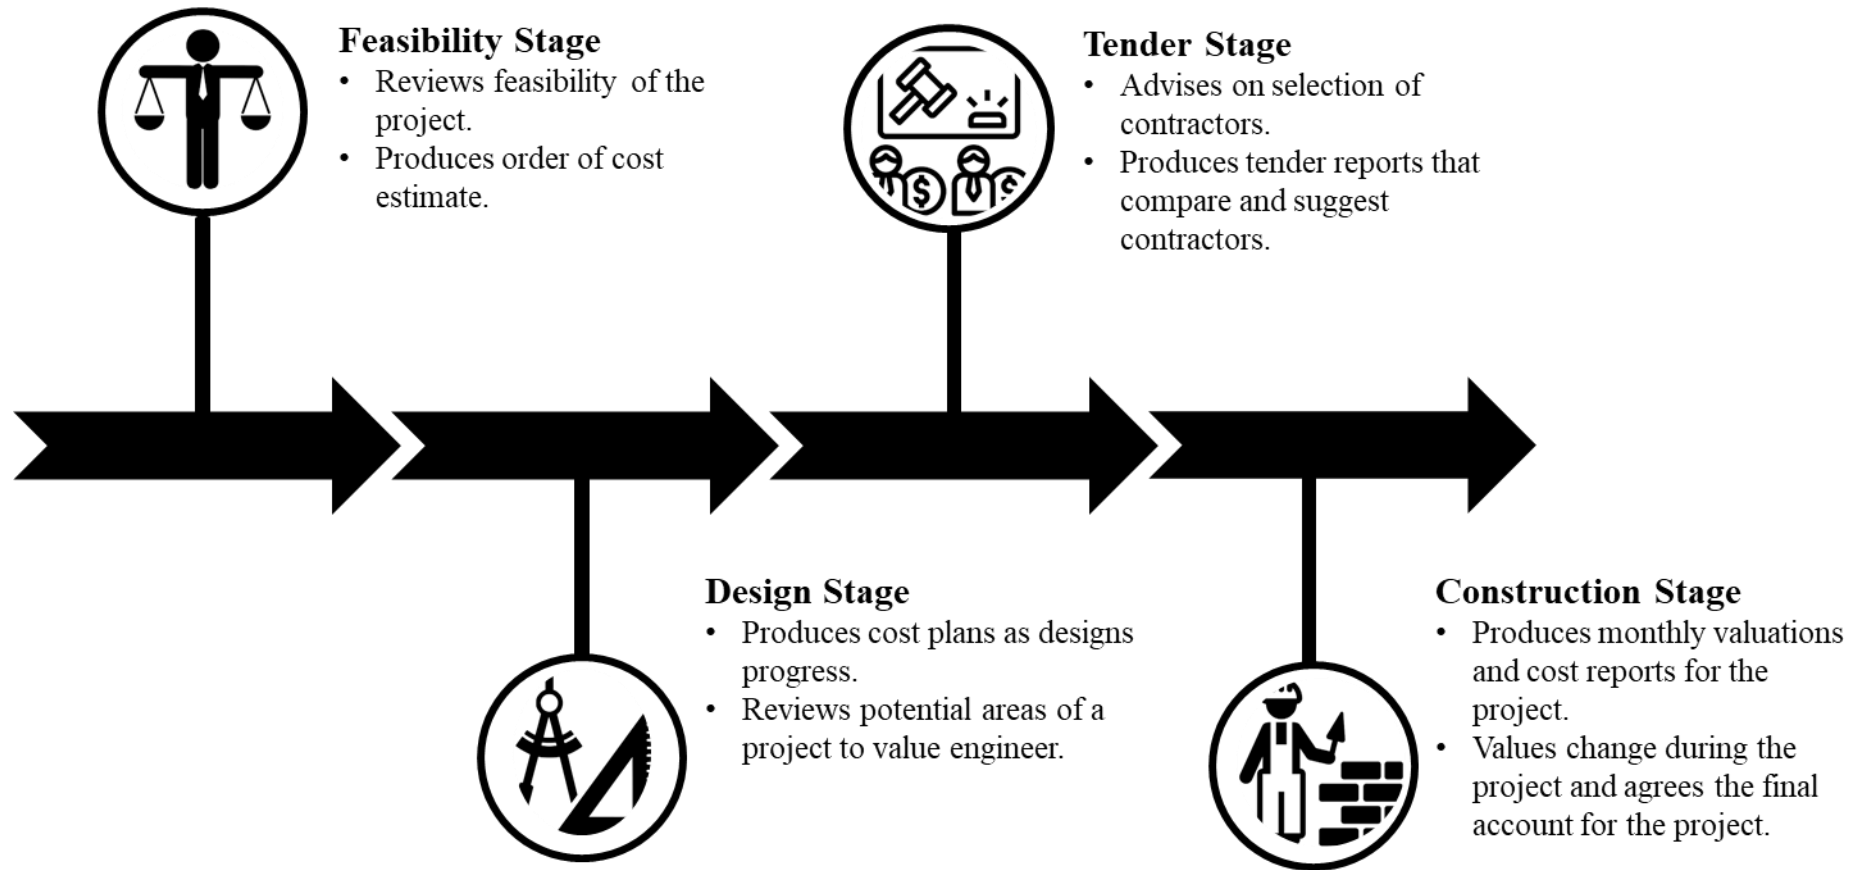 Feasibility Stage
• Reviews feasibility of the
project.
• Produces order of cost
estimate.
Tender Stage
• Advises on selection of
contractors.
• Produces tender reports that
compare and suggest
contractors.
$ $
Design Stage
• Produces cost plans as designs
progress.
• Reviews potential areas of a
project to value engineer.
Construction Stage
• Produces monthly valuations
and cost reports for the
project.
• Values change during the
project and agrees the final
account for the project.